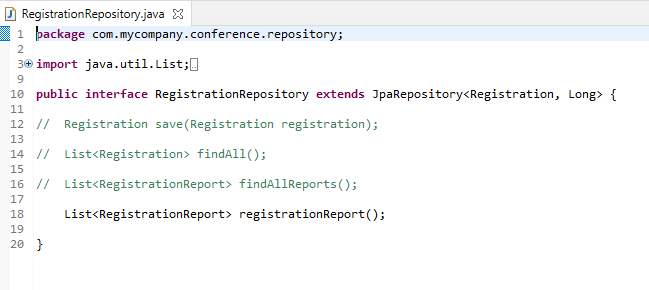 RegistrationRepository.java
1 package com.mycompany.conference.repository;
2
3 import java.util.List;
9
10 public interface RegistrationRepository extends JpaRepository<Registration, Long> {
11
12 //  Registration save(Registration registration);
13
14 //  List<Registration> findAll();
15
16 //  List<RegistrationReport> findAllReports();
17
18     List<RegistrationReport> registrationReport();
19
20 }